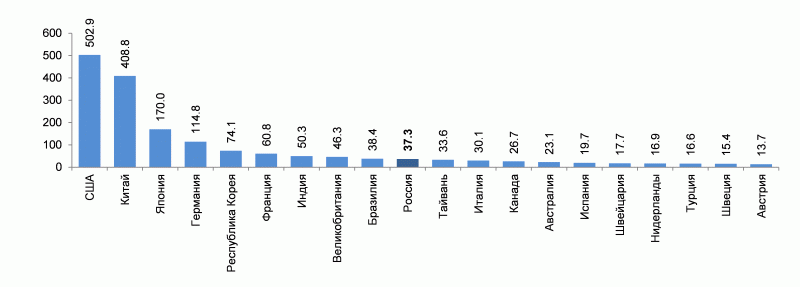 600
500
400
300
200
100
0
502.9
408.8
170.0
114.8
74.1
60.8
50.3
46.3
38.4
37.3
33.6
30.1
26.7
23.1
19.7
17.7
16.9
16.6
15.4
13.7
США
Китай
Япония
Германия
Республика Корея
Франция
Индия
Великобритания
Бразилия
Россия
Тайвань
Италия
Канада
Австралия
Испания
Швейцария
Нидерланды
Турция
Швеция
Австрия